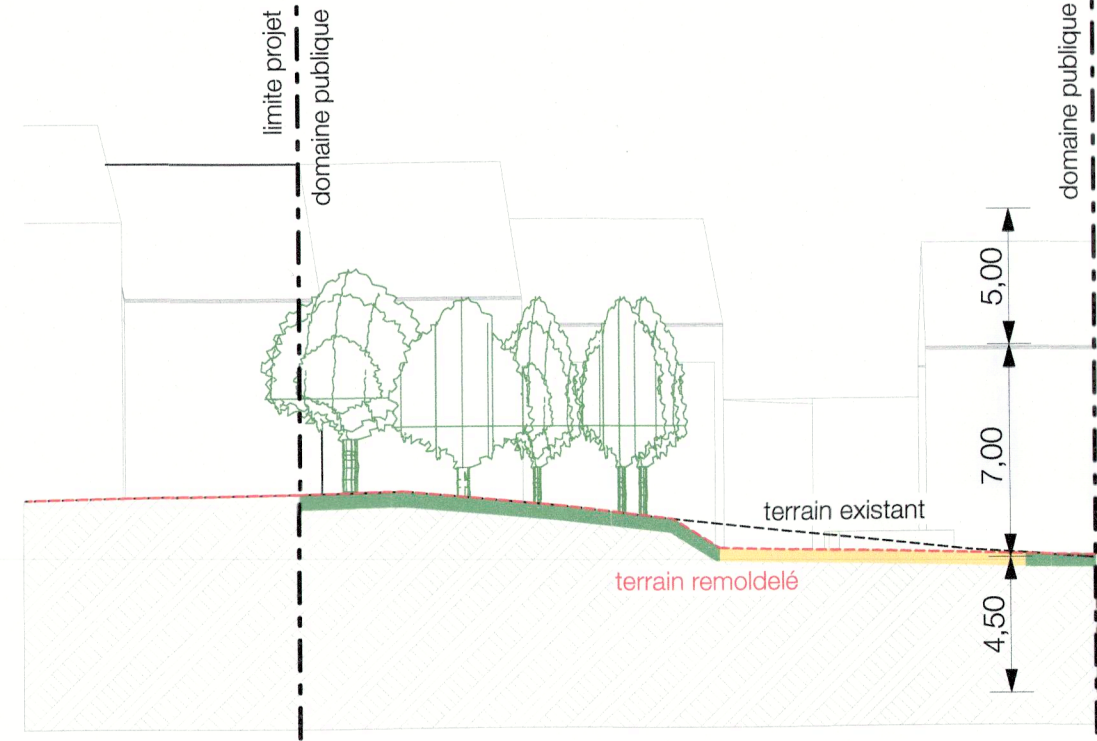 limite projet
domaine publique
domaine publique
5,00
7,00
terrain existant
terrain remoldelé
4,50